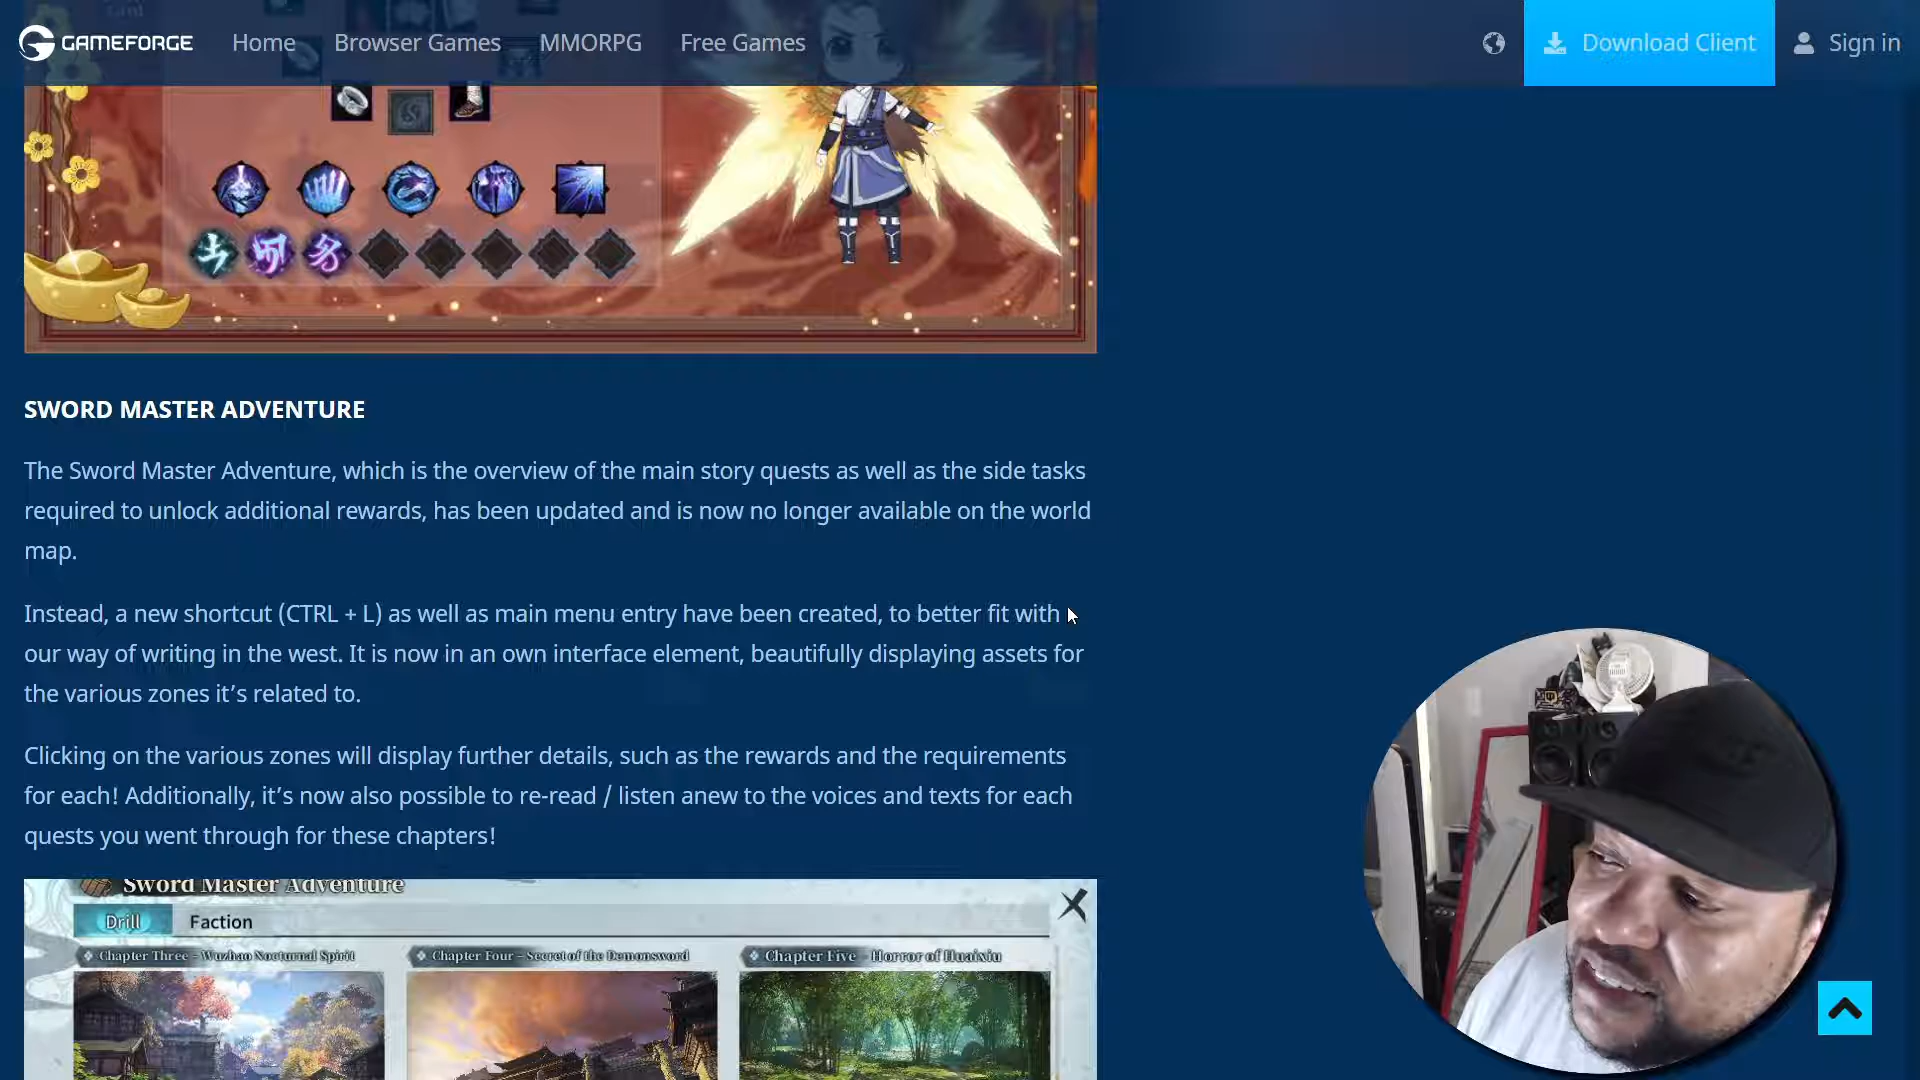 GAMEFORGE Home Browser Games MMORPG Free Games Download Client Sign in
SWORD MASTER ADVENTURE
The Sword Master Adventure, which is the overview of the main story quests as well as the side tasks
required to unlock additional rewards, has been updated and is now no longer available on the world
map.
Instead, a new shortcut (CTRL + L) as well as main menu entry have been created, to better fit with
our way of writing in the west. It is now in an own interface element, beautifully displaying assets for
the various zones it’s related to.
Clicking on the various zones will display further details, such as the rewards and the requirements
for each! Additionally, it’s now also possible to re-read / listen anew to the voices and texts for each
quests you went through for these chapters!
Sword Master Adventure
Drill Faction
Chapter Three - Wuzhao Nocturnal Spirit Chapter Four - Secret of the Demonsword Chapter Five - Horror of Huaixiu